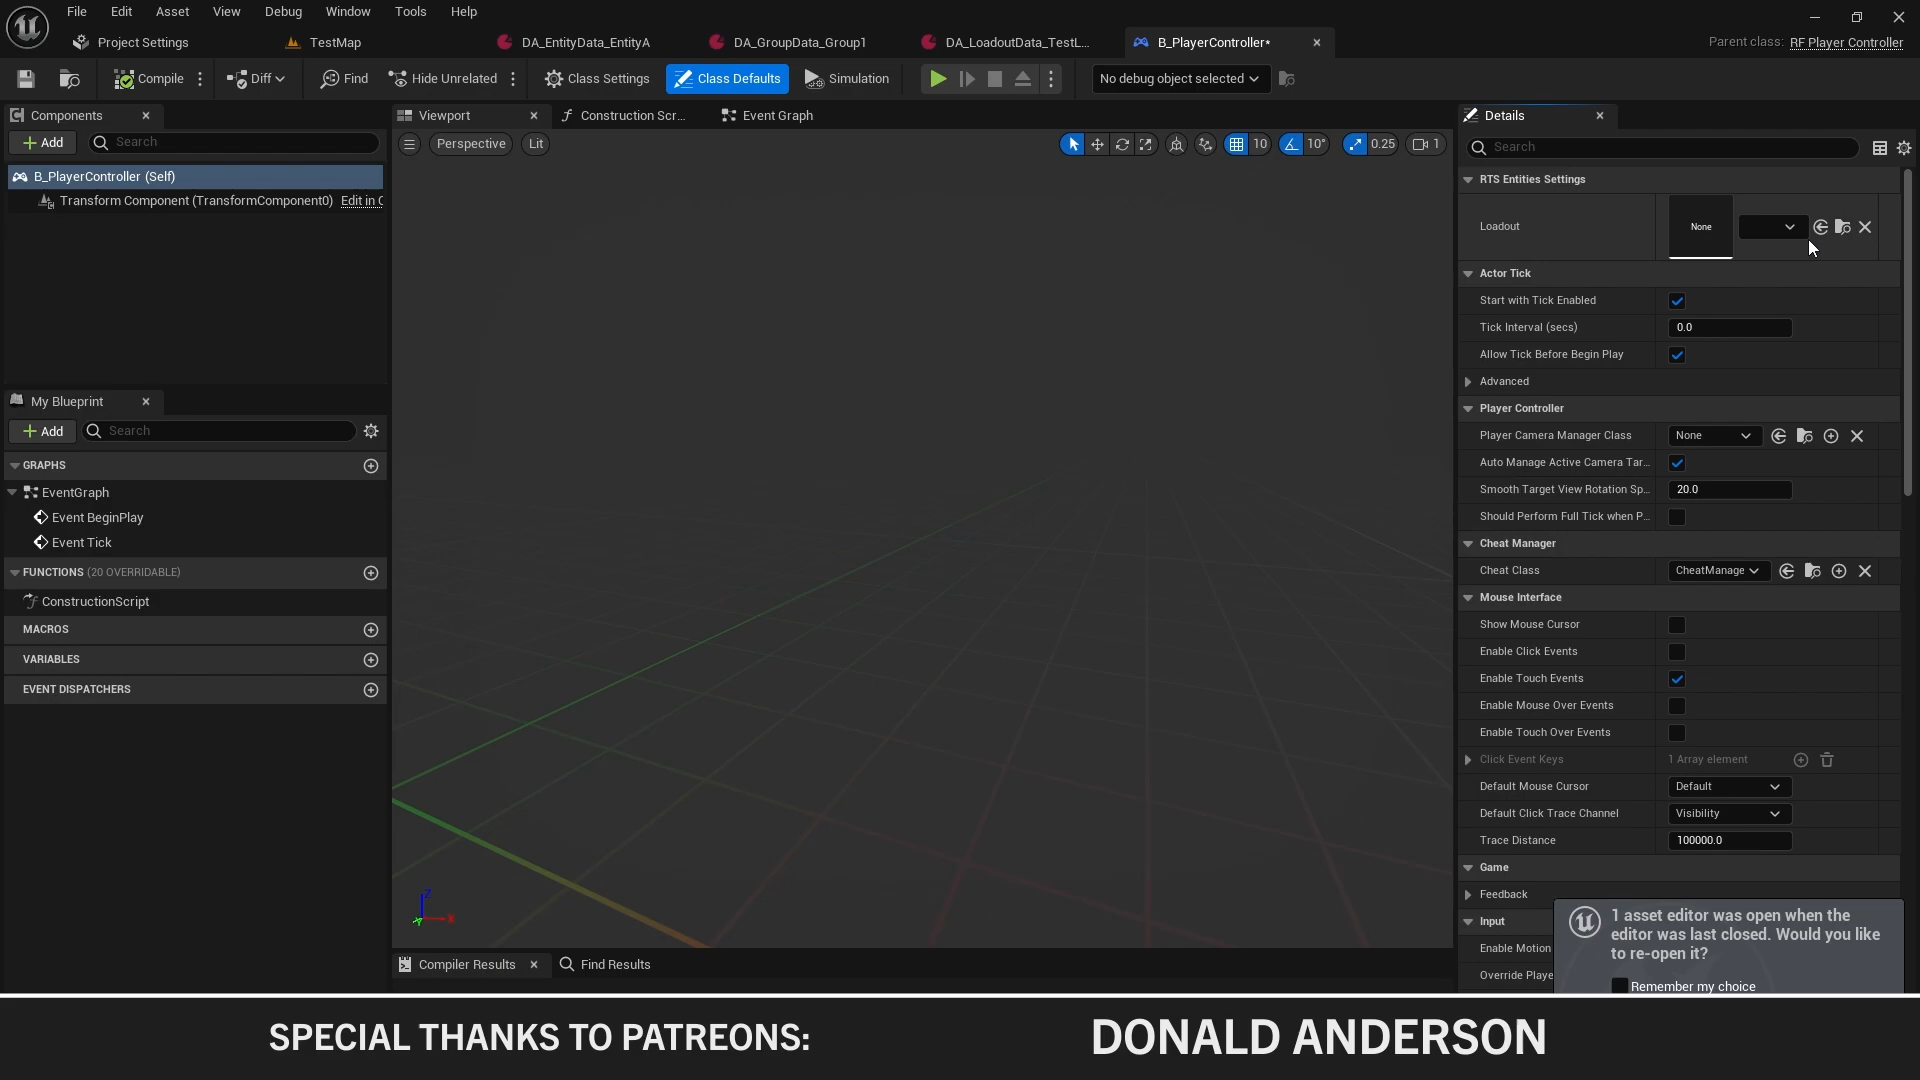 File Edit Asset View Debug Window Tools Help
Project Settings TestMap DA_EntityData_EntityA DA_GroupData_Group1 DA_LoadoutData_TestL... B_PlayerController* Parent class: RF Player Controller
Compile Diff Find Hide Unrelated Class Settings Class Defaults Simulation No debug object selected
Components Viewport Construction Scr... Event Graph Details
Add Search Perspective Lit 10 10° 0.25 1 Search
B_PlayerController (Self)
Transform Component (TransformComponent0) Edit in C
RTS Entities Settings
Loadout None
Actor Tick
Start with Tick Enabled
Tick Interval (secs) 0.0
Allow Tick Before Begin Play
Advanced
My Blueprint
Add Search
GRAPHS
EventGraph
Event BeginPlay
Event Tick
FUNCTIONS (20 OVERRIDABLE)
ConstructionScript
MACROS
VARIABLES
EVENT DISPATCHERS
Player Controller
Player Camera Manager Class None
Auto Manage Active Camera Tar...
Smooth Target View Rotation Sp... 20.0
Should Perform Full Tick when P...
Cheat Manager
Cheat Class CheatManage
Mouse Interface
Show Mouse Cursor
Enable Click Events
Enable Touch Events
Enable Mouse Over Events
Enable Touch Over Events
Click Event Keys 1 Array element
Default Mouse Cursor Default
Default Click Trace Channel Visibility
Trace Distance 100000.0
Game
Feedback
Input
Enable Motion
Override Playe
Z
X
Y
Compiler Results Find Results
1 asset editor was open when the
editor was last closed. Would you like
to re-open it?
Remember my choice
SPECIAL THANKS TO PATREONS: DONALD ANDERSON